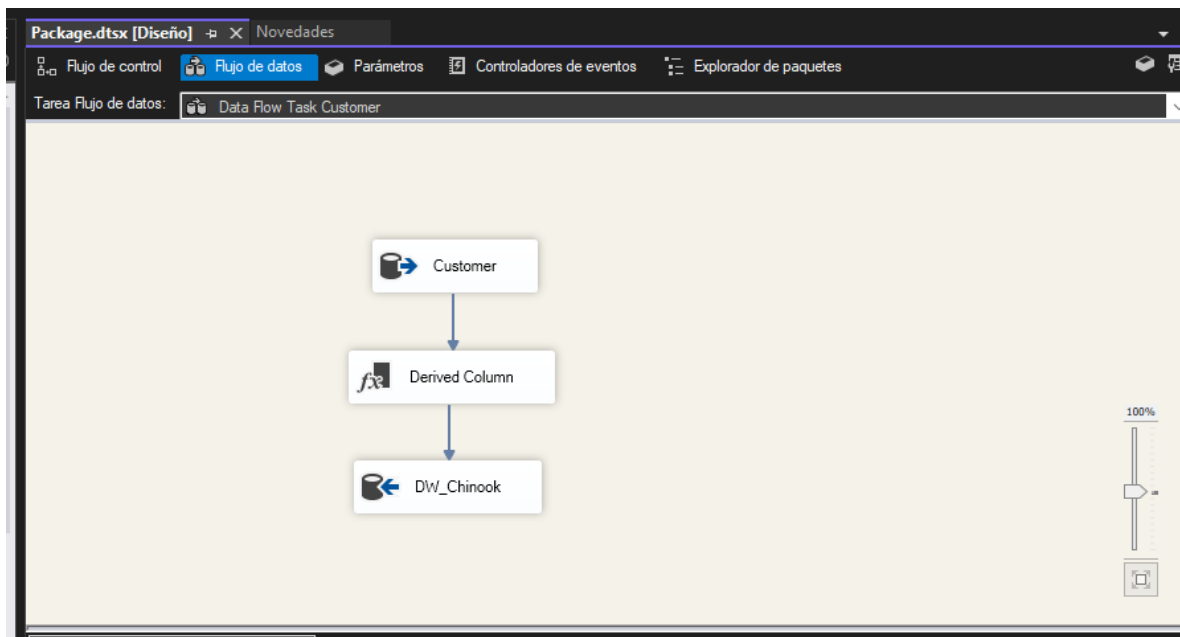 Package.dtsx [Diseño] Novedades
Flujo de control Flujo de datos Parámetros Controladores de eventos Explorador de paquetes
Tarea Flujo de datos: Data Flow Task Customer
Customer
fx Derived Column
DW_Chinook
100%